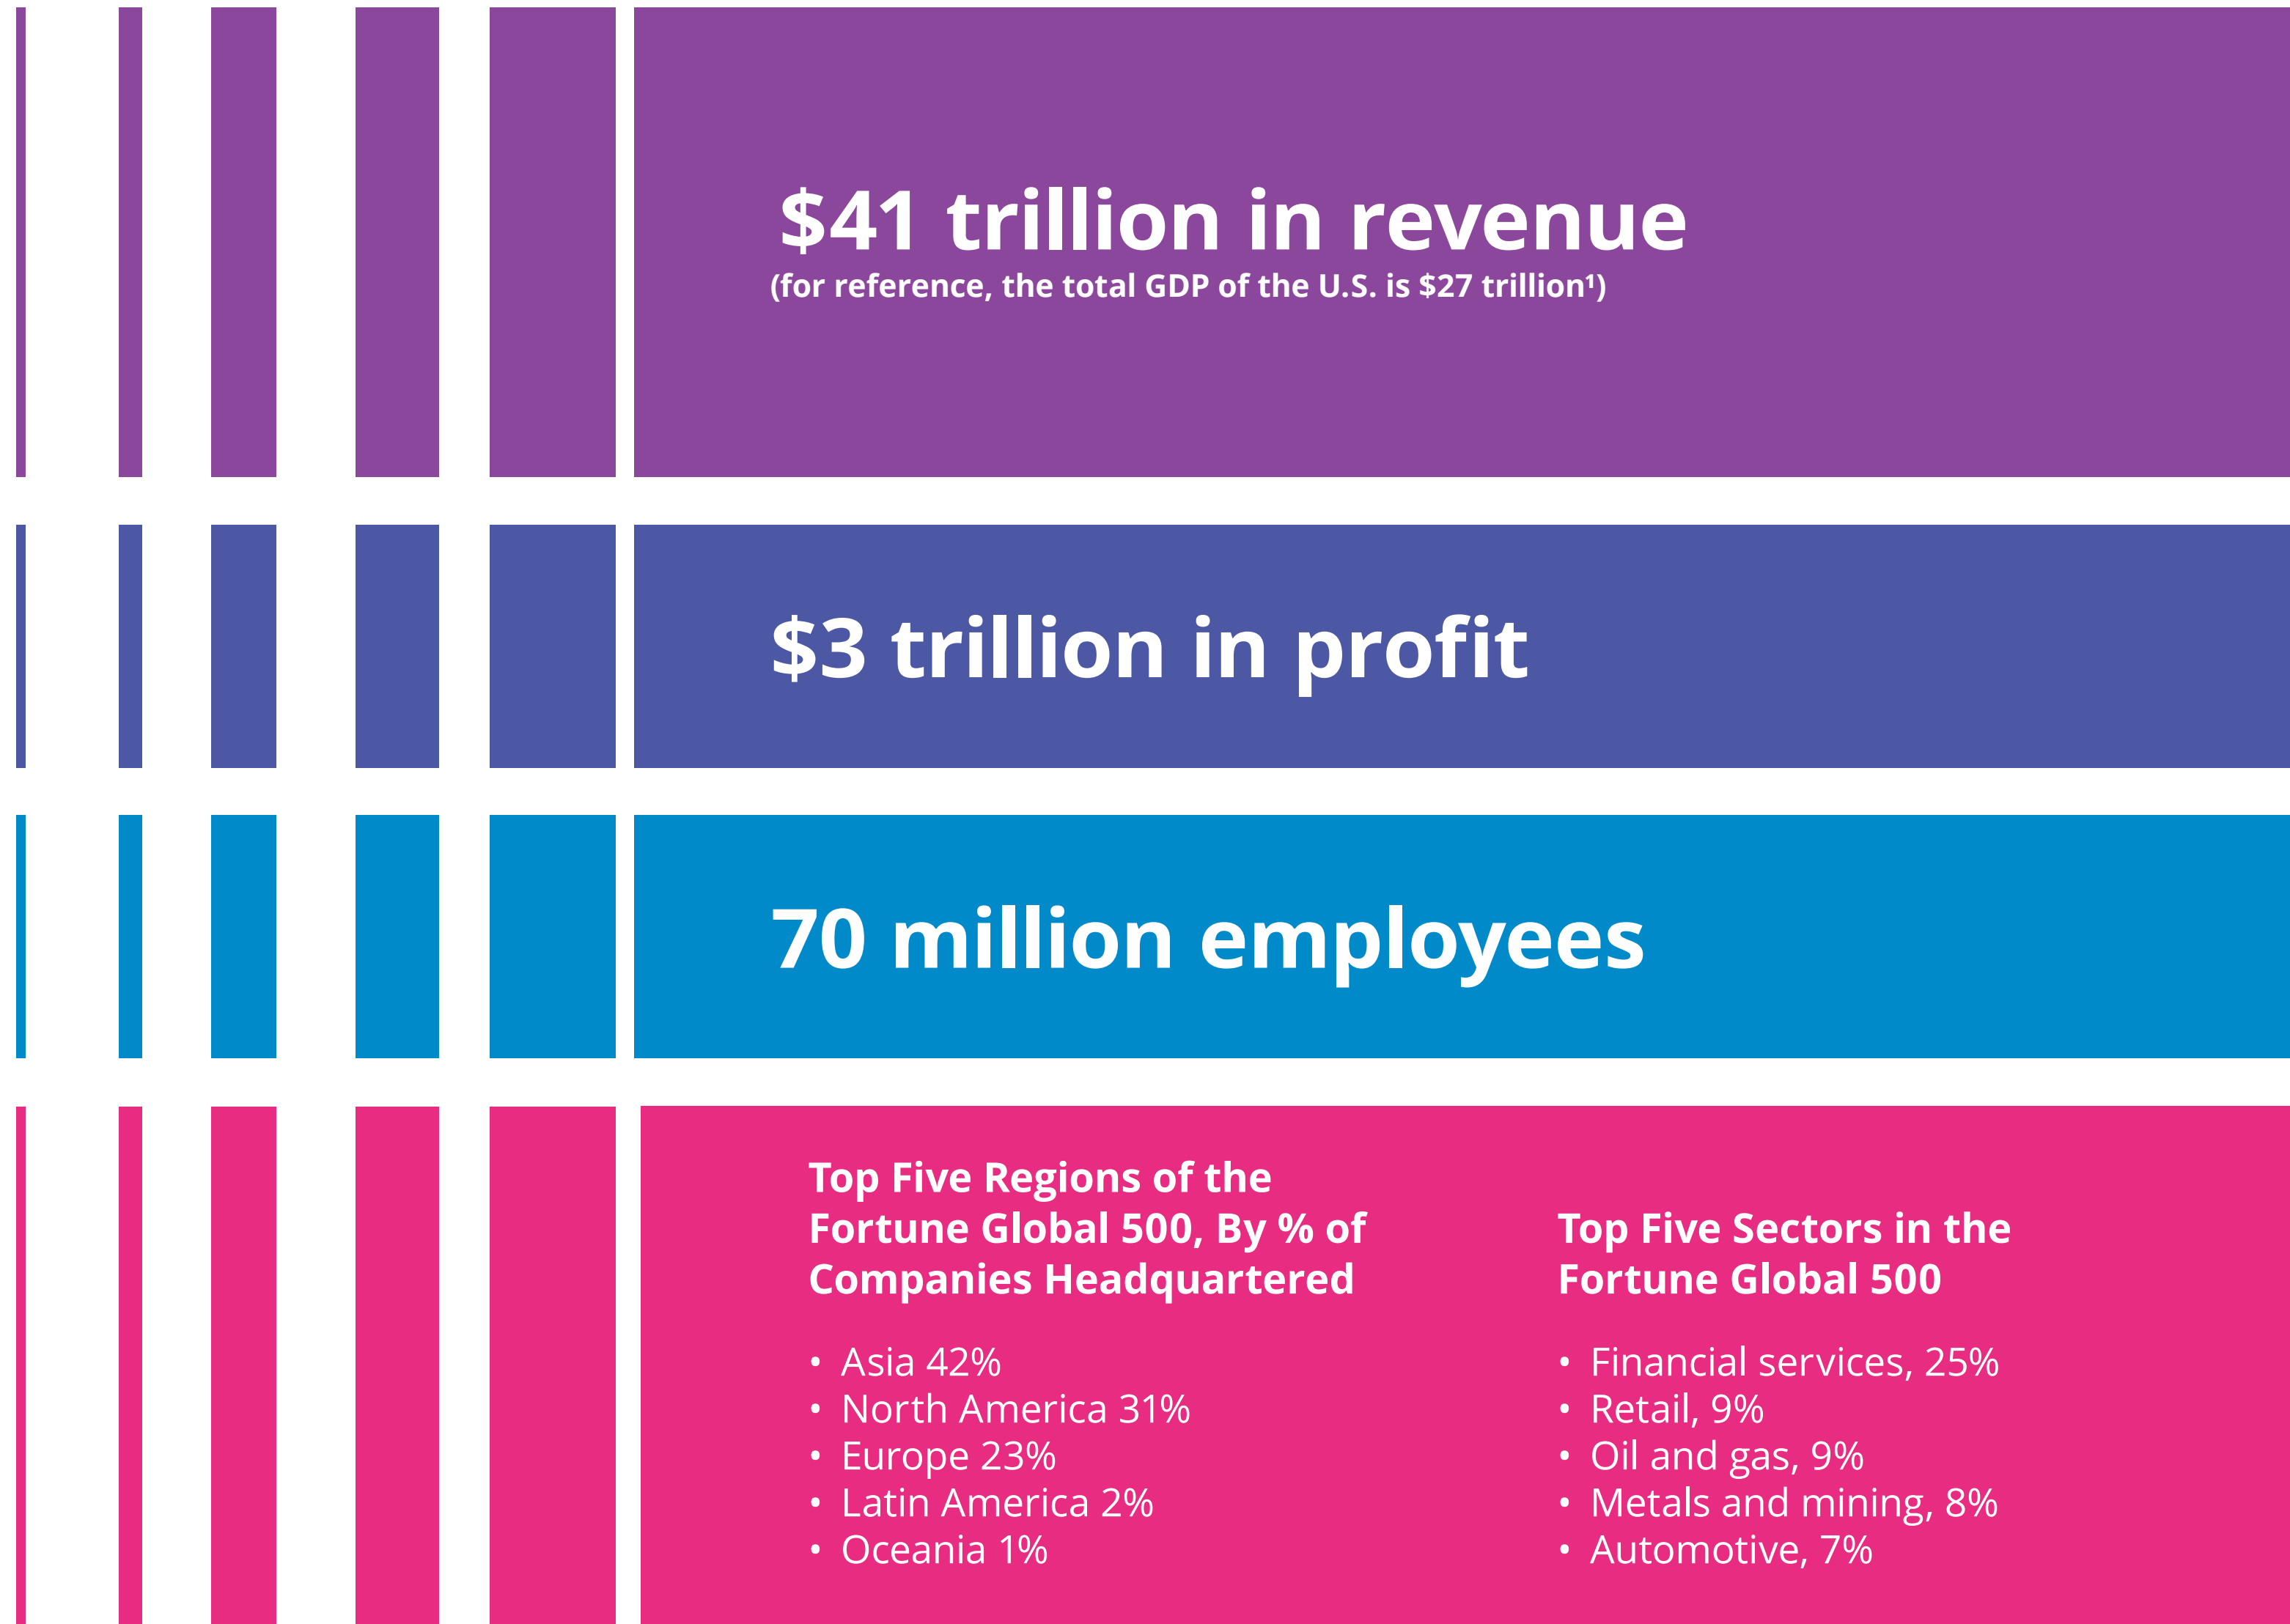 $41 trillion in revenue
(for reference, the total GDP of the U.S. is $27 trillion¹)
$3 trillion in profit
70 million employees
Top Five Regions of the
Fortune Global 500, By % of
Companies Headquartered
• Asia 42%
• North America 31%
• Europe 23%
• Latin America 2%
• Oceania 1%
Top Five Sectors in the
Fortune Global 500
• Financial services, 25%
• Retail, 9%
• Oil and gas, 9%
• Metals and mining, 8%
• Automotive, 7%